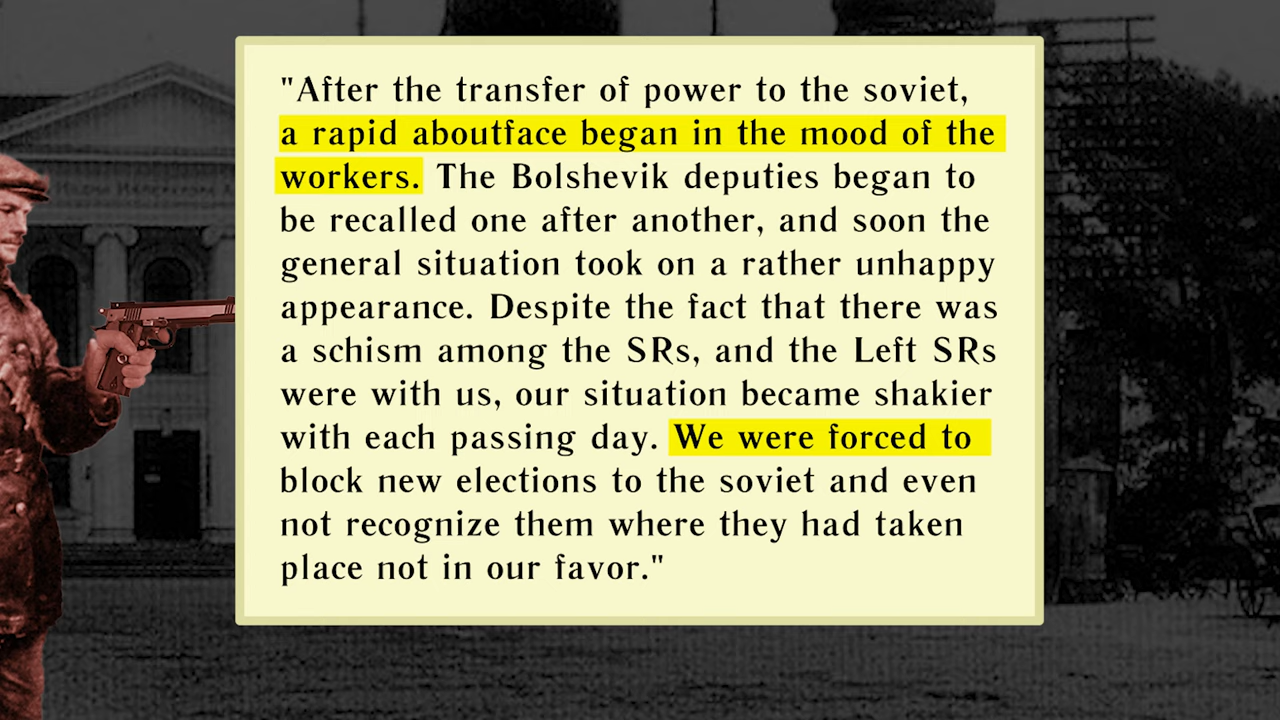 "After the transfer of power to the soviet,
a rapid aboutface began in the mood of the
workers. The Bolshevik deputies began to
be recalled one after another, and soon the
general situation took on a rather unhappy
appearance. Despite the fact that there was
a schism among the SRs, and the Left SRs
were with us, our situation became shakier
with each passing day. We were forced to
block new elections to the soviet and even
not recognize them where they had taken
place not in our favor."